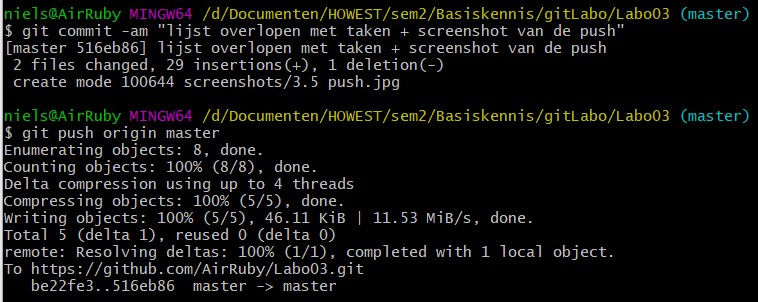 niels@AirRuby MINGW64 /d/Documenten/HOWEST/sem2/Basiskennis/gitLabo/Labo03 (master)
$ git commit -am "lijst overlopen met taken + screenshot van de push"
[master 516eb86] lijst overlopen met taken + screenshot van de push
 2 files changed, 29 insertions(+), 1 deletion(-)
 create mode 100644 screenshots/3.5 push.jpg
niels@AirRuby MINGW64 /d/Documenten/HOWEST/sem2/Basiskennis/gitLabo/Labo03 (master)
$ git push origin master
Enumerating objects: 8, done.
Counting objects: 100% (8/8), done.
Delta compression using up to 4 threads
Compressing objects: 100% (5/5), done.
Writing objects: 100% (5/5), 46.11 KiB | 11.53 MiB/s, done.
Total 5 (delta 1), reused 0 (delta 0)
remote: Resolving deltas: 100% (1/1), completed with 1 local object.
To https://github.com/AirRuby/Labo03.git
   be22fe3..516eb86  master -> master